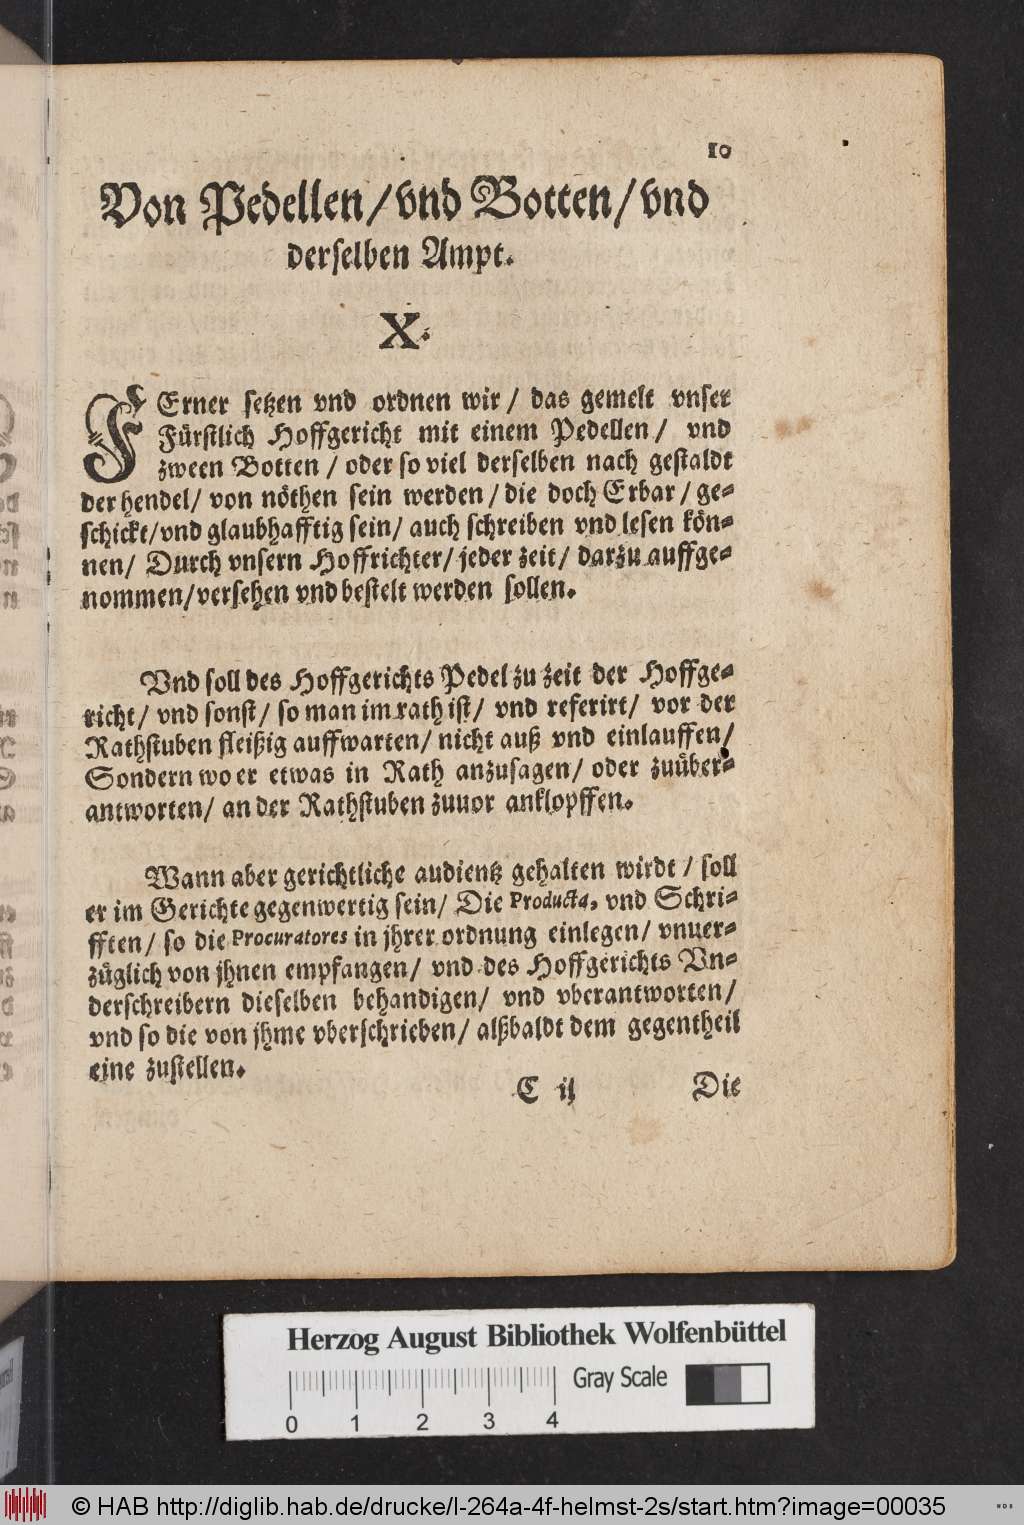 10
Von Pedellen/ vnd Botten/ vnd
derselben Ampt.
X.
FErner setzen vnd ordnen wir / das gemelt vnser
Fürstlich Hoffgericht mit einem Pedellen / vnd
zween Botten / oder so viel derselben nach gestaldt
der hendel/ von nöthen sein werden / die doch Erbar / ge-
schickt/ vnd glaubhafftig sein/ auch schreiben vnd lesen kön-
nen/ Durch vnsern Hoffrichter/ jeder zeit/ darzu auffge-
nommen/ versehen vnd bestelt werden sollen.
Vnd soll des Hoffgerichts Pedel zu zeit der Hoffge-
richt/ vnd sonst/ so man im rath ist/ vnd referirt/ vor der
Rathstuben fleißig auffwarten/ nicht auß vnd einlauffen/
Sondern wo er etwas in Rath anzusagen/ oder zuüber-
antworten/ an der Rathstuben zuuor anklopffen.
Wann aber gerichtliche audientz gehalten wirdt / soll
er im Gerichte gegenwertig sein/ Die Producta, vnd Schri-
fften/ so die Procuratores in jhrer ordnung einlegen/ vnuer-
züglich von jhnen empfangen/ vnd des Hoffgerichts Vn-
derschreibern dieselben behandigen/ vnd vberantworten/
vnd so die von jhme vberschrieben/ alßbaldt dem gegentheil
eine zustellen.
C ij Die
Herzog August Bibliothek Wolfenbüttel
Gray Scale
0 1 2 3 4
© HAB http://diglib.hab.de/drucke/l-264a-4f-helmst-2s/start.htm?image=00035